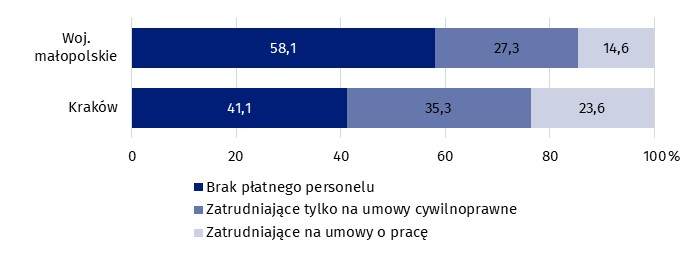 Woj.
małopolskie
58,1
27,3
14,6
Kraków
41,1
35,3
23,6
0
20
40
60
80
100%
Brak płatnego personelu
Zatrudniające tylko na umowy cywilnoprawne
Zatrudniające na umowy o pracę